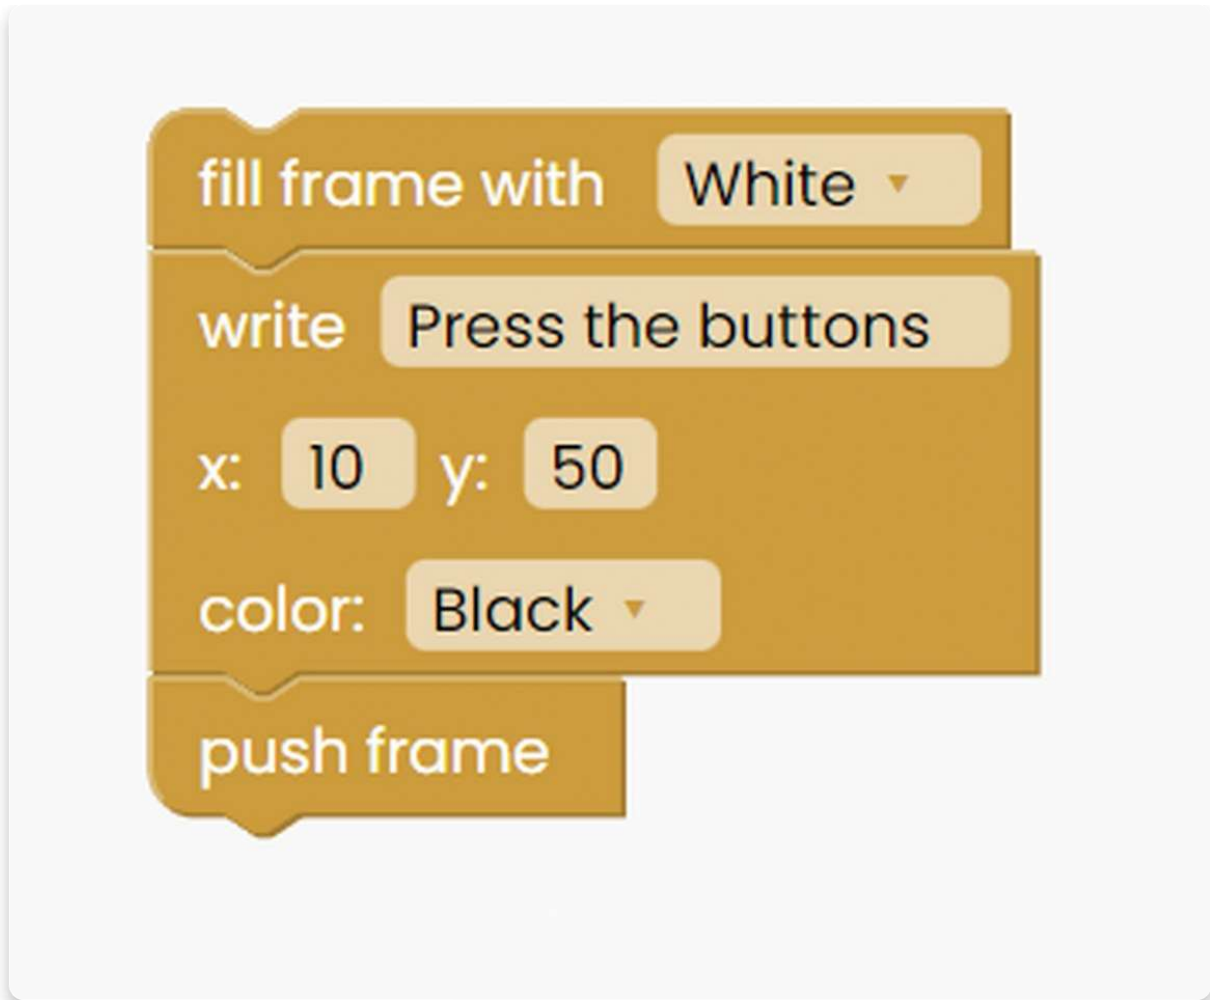 fill frame with White
write Press the buttons
x: 10 y: 50
color: Black
push frame